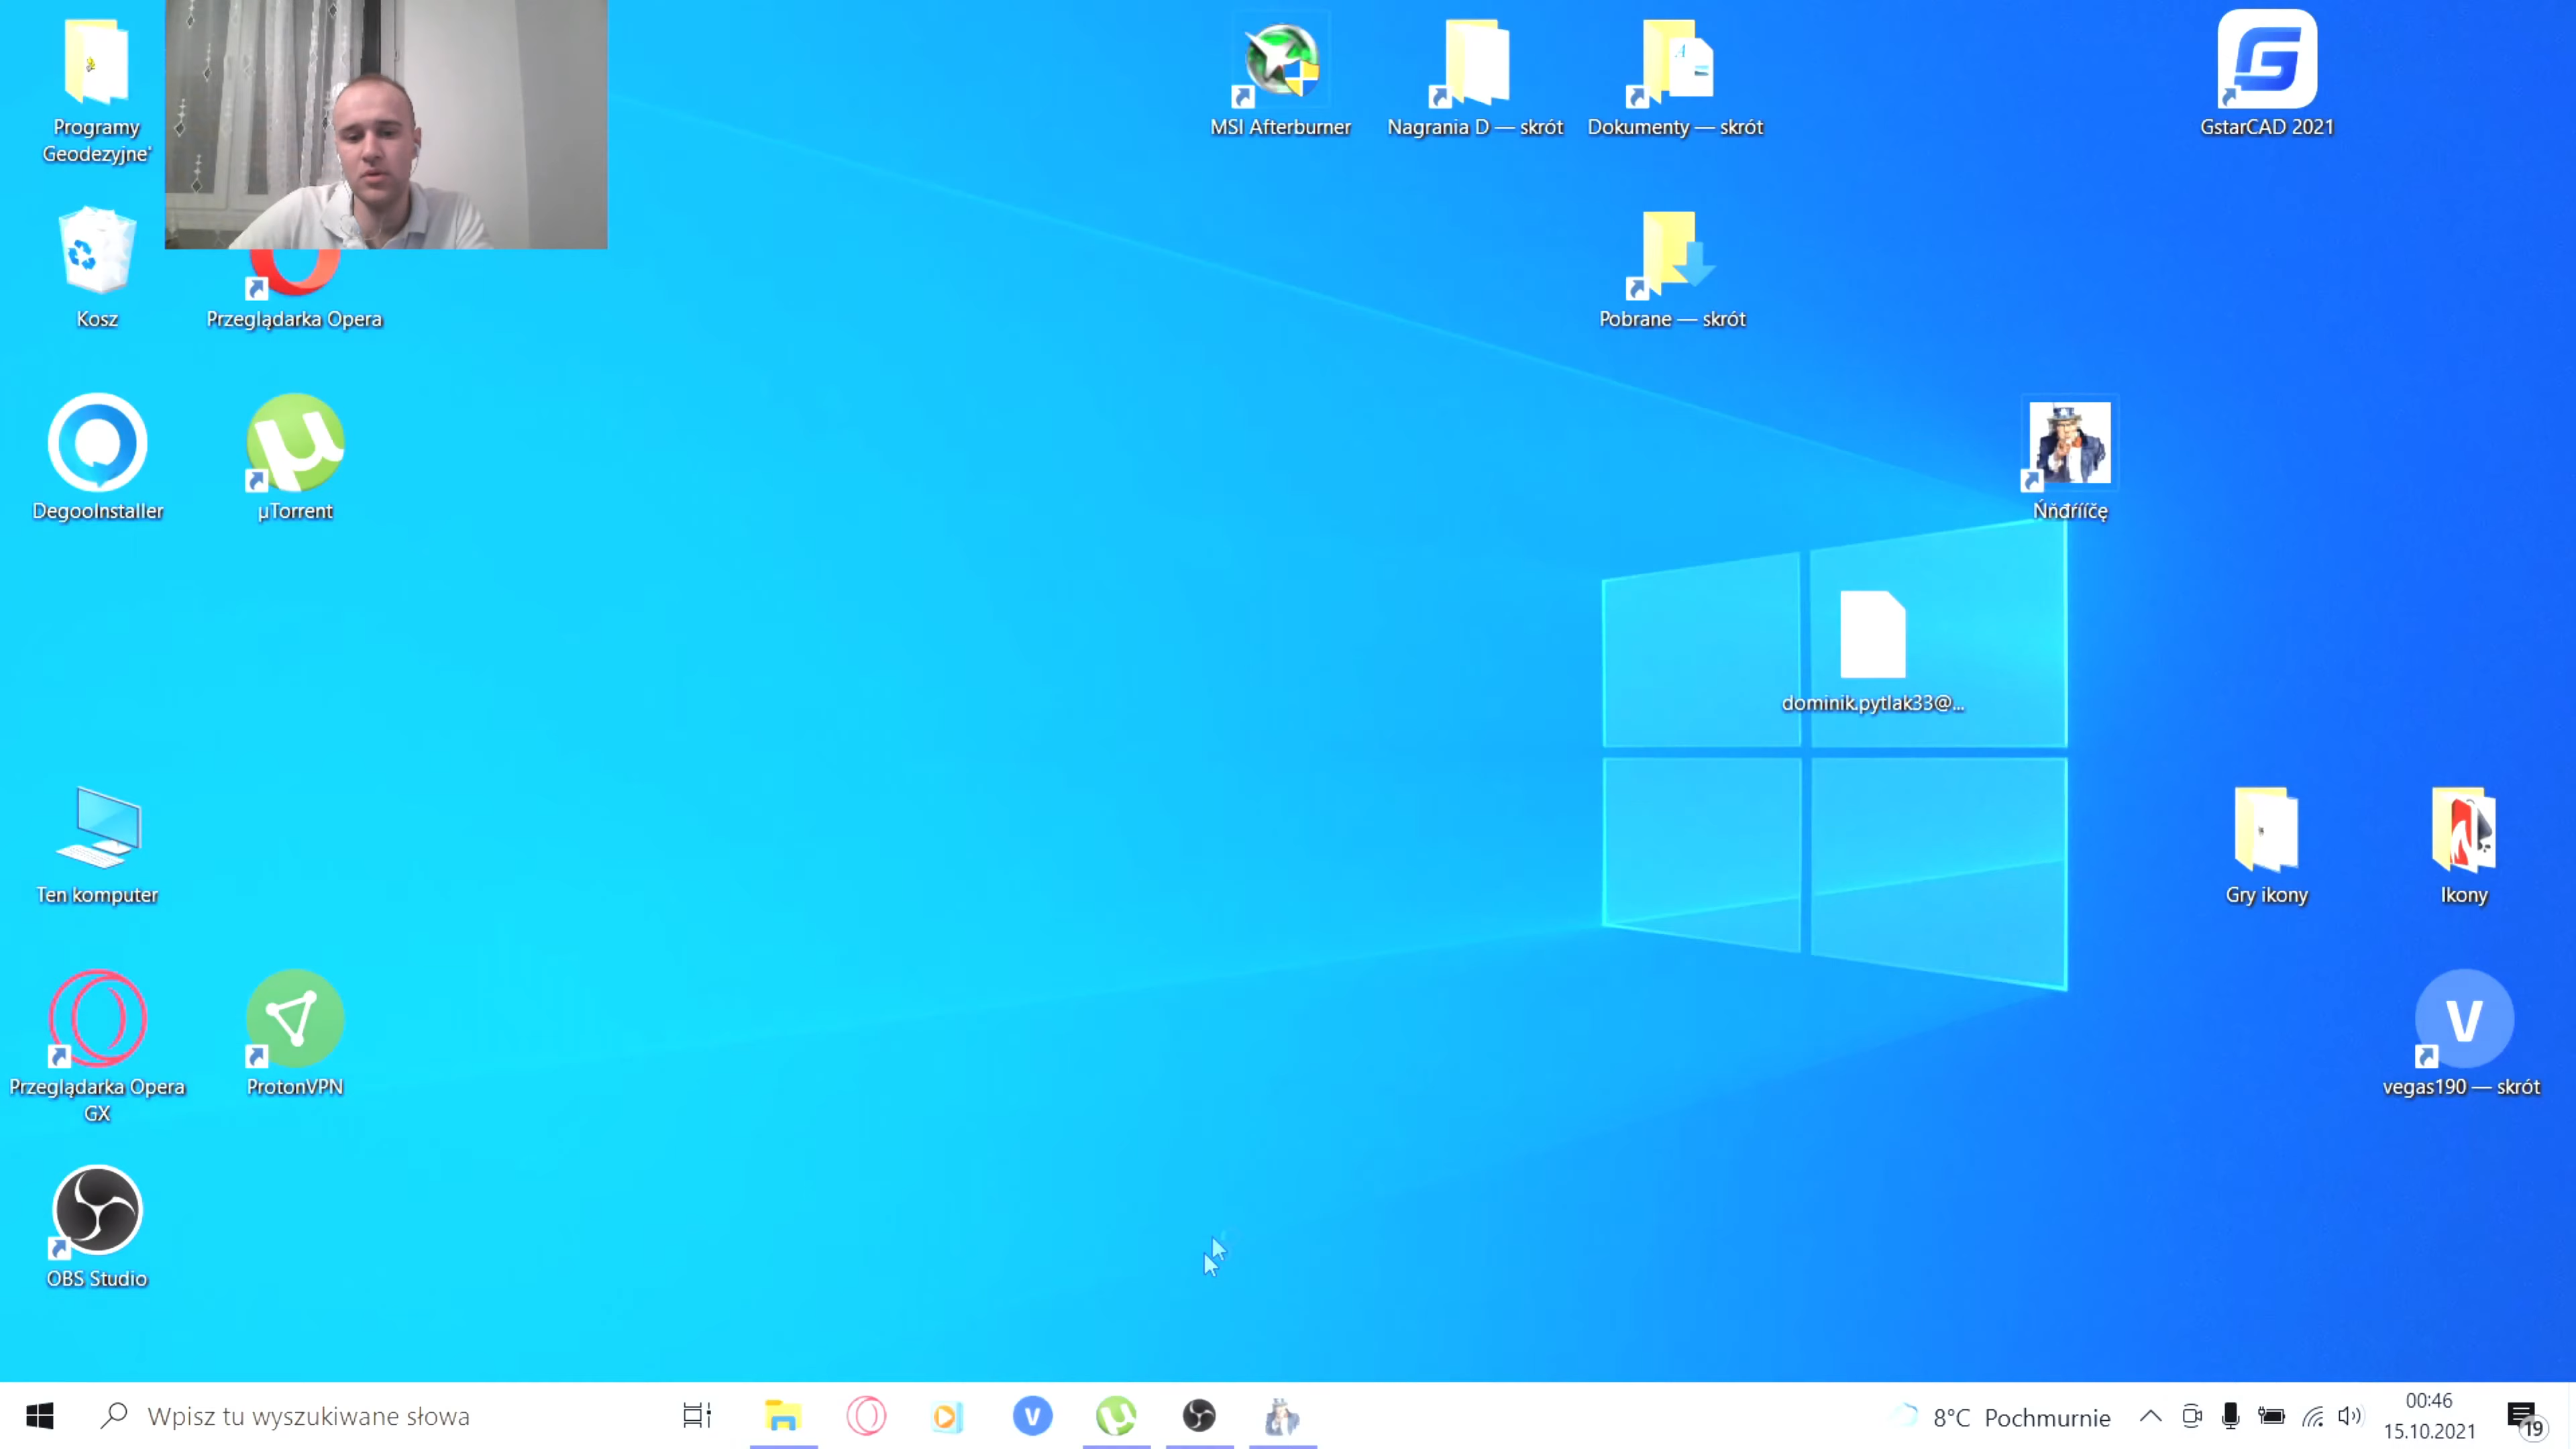 Programy
Geodezyjne'
MSI Afterburner
Nagrania D — skrót
Dokumenty — skrót
GstarCAD 2021
Kosz
Przeglądarka Opera
Pobrane — skrót
DegooInstaller
µTorrent
Ńňđŕííčę
dominik.pytlak33@...
Ten komputer
Gry ikony
Ikony
Przeglądarka Opera
GX
ProtonVPN
V
vegas190 — skrót
OBS Studio
Wpisz tu wyszukiwane słowa
V
8°C Pochmurnie
00:46
15.10.2021
19